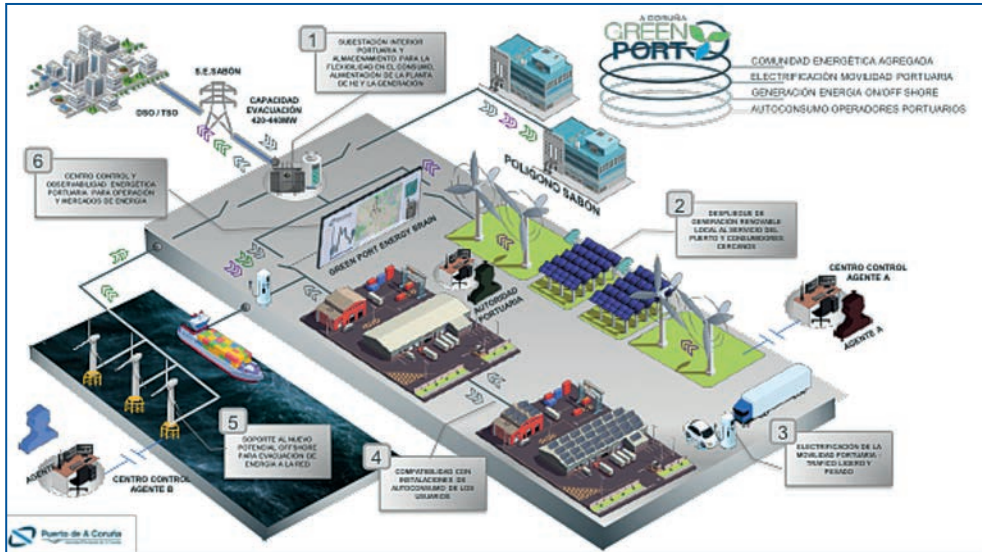 1
SUBESTACIÓN INTERIOR
PORTUARIA Y
ALMACENAMIENTO PARA LA
FLEXIBILIDAD EN EL CONSUMO,
ALIMENTACIÓN DE LA PLANTA
DE H2 Y LA GENERACIÓN
A CORUÑA
GREEN
PORT
COMUNIDAD ENERGÉTICA AGREGADA
ELECTRIFICACIÓN MOVILIDAD PORTUARIA
GENERACIÓN ENERGIA ON/OFF SHORE
AUTOCONSUMO OPERADORES PORTUARIOS
S.E.SABÓN
DSO / TSO
CAPACIDAD
EVACUACIÓN
420-440MW
6
CENTRO CONTROL Y
OBSERVABILIDAD ENERGÉTICA
PORTUARIA PARA OPERACIÓN
Y MERCADOS DE ENERGÍA
POLÍGONO SABÓN
2
DESPLIEGUE DE
GENERACIÓN RENOVABLE
LOCAL AL SERVICIO DEL
PUERTO Y CONSUMIDORES
CERCANOS
GREEN PORT ENERGY BRAIN
AUTORIDAD
PORTUARIA
CENTRO CONTROL
AGENTE A
AGENTE A
5
SOPORTE AL NUEVO
POTENCIAL OFFSHORE
PARA EVACUACIÓN DE
ENERGÍA A LA RED
AGENTE
CENTRO CONTROL
AGENTE B
4
COMPATIBILIDAD CON
INSTALACIONES DE
AUTOCONSUMO DE LOS
USUARIOS
3
ELECTRIFICACIÓN DE LA
MOVILIDAD PORTUARIA
TRAFICO LIGERO Y
PESADO
Puerto de A Coruña